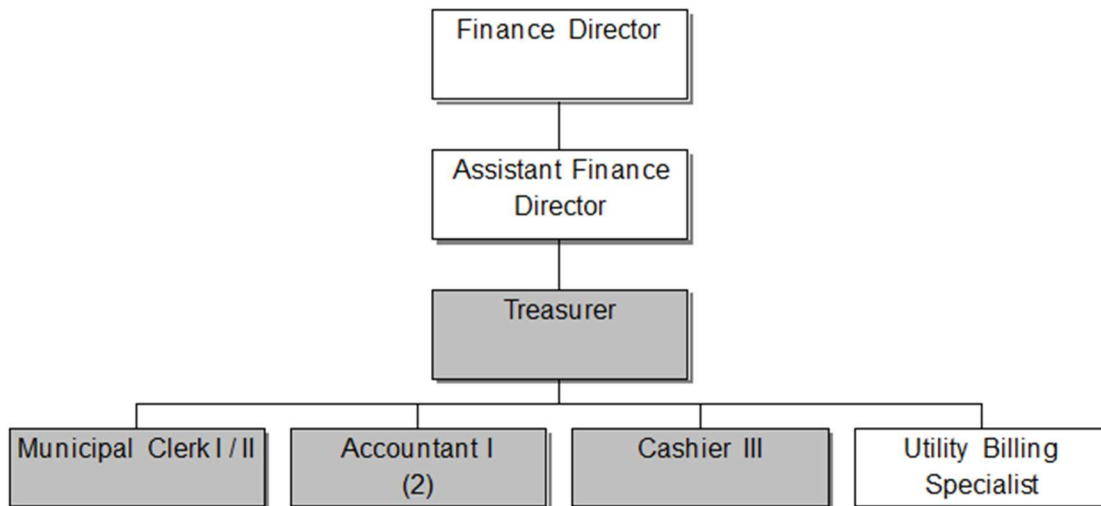 Finance Director
Assistant Finance
Director
Treasurer
Municipal Clerk I / II
Accountant I
(2)
Cashier III
Utility Billing
Specialist